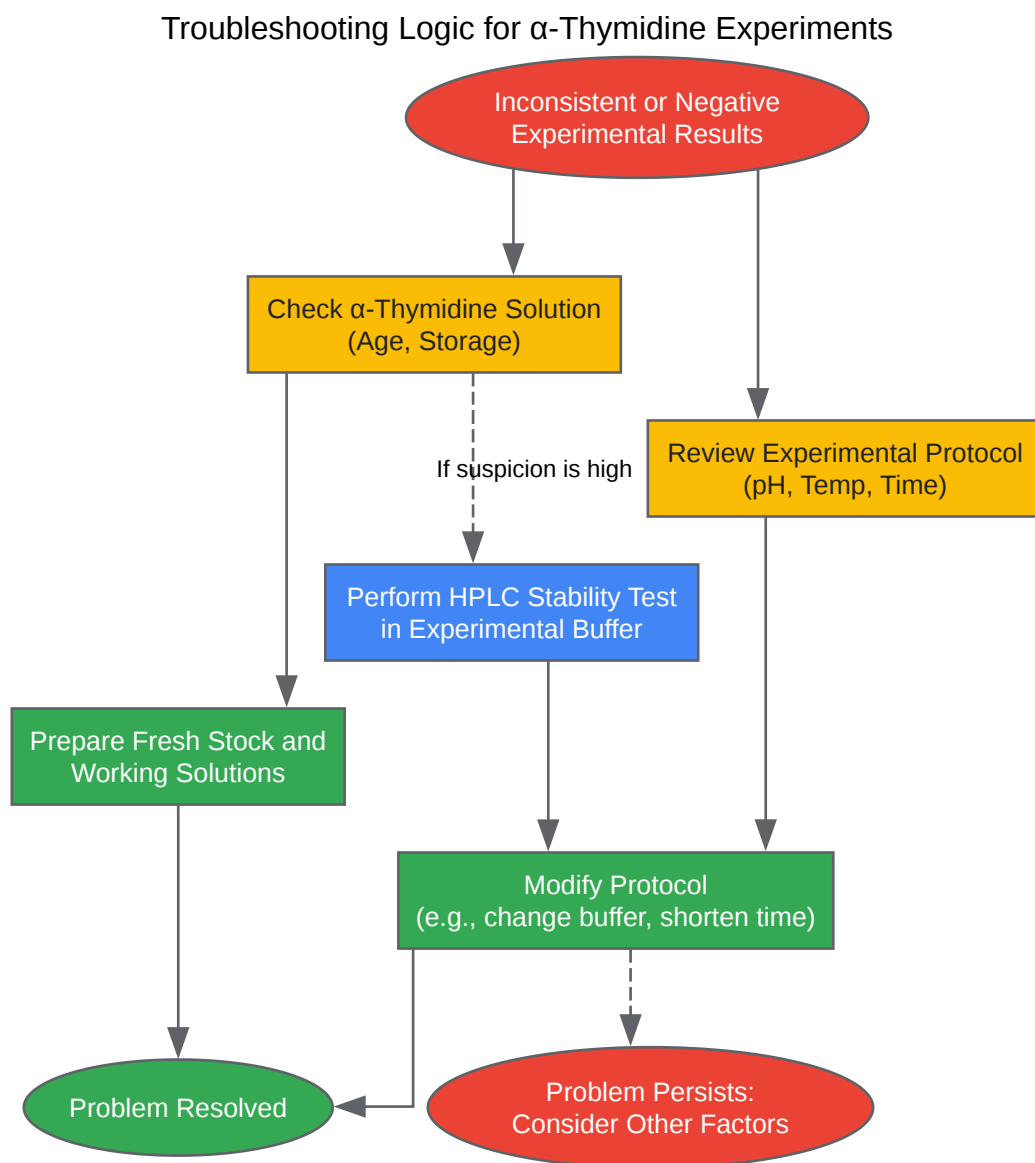 Troubleshooting Logic for α-Thymidine Experiments
Inconsistent or Negative
Experimental Results
Check α-Thymidine Solution
(Age, Storage)
If suspicion is high
Review Experimental Protocol
(pH, Temp, Time)
Perform HPLC Stability Test
in Experimental Buffer
Prepare Fresh Stock and
Working Solutions
Modify Protocol
(e.g., change buffer, shorten time)
Problem Resolved
Problem Persists:
Consider Other Factors